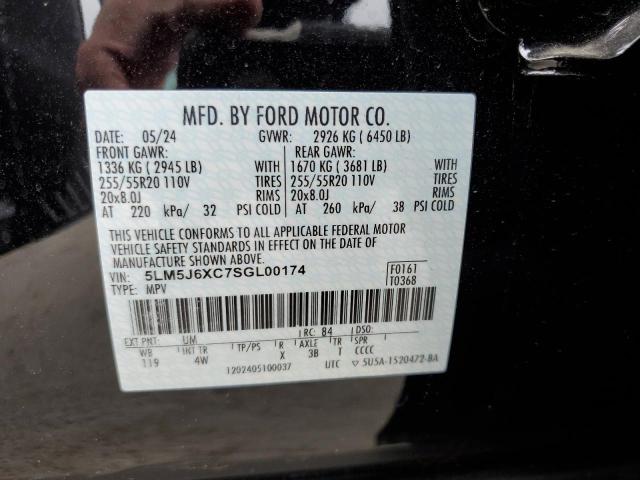 MFD. BY FORD MOTOR CO.
DATE: 05/24 GVWR: 2926 KG ( 6450 LB)
FRONT GAWR: REAR GAWR:
1336 KG ( 2945 LB) WITH 1670 KG ( 3681 LB) WITH
255/55R20 110V TIRES 255/55R20 110V TIRES
20x8.0J RIMS 20x8.0J RIMS
AT 220 kPa/ 32 PSI COLD AT 260 kPa/ 38 PSI COLD
THIS VEHICLE CONFORMS TO ALL APPLICABLE FEDERAL MOTOR
VEHICLE SAFETY STANDARDS IN EFFECT ON THE DATE OF
MANUFACTURE SHOWN ABOVE.
VIN: 5LM5J6XC7SGL00174 F0161
TYPE: MPV T0368
EXT PNT: UM RC: 84 DSO:
WB INT TR TP/PS R AXLE TR SPR
119 4W X 3B T CCCC
1202405100037 UTC ▽ 5U5A-1520472-BA